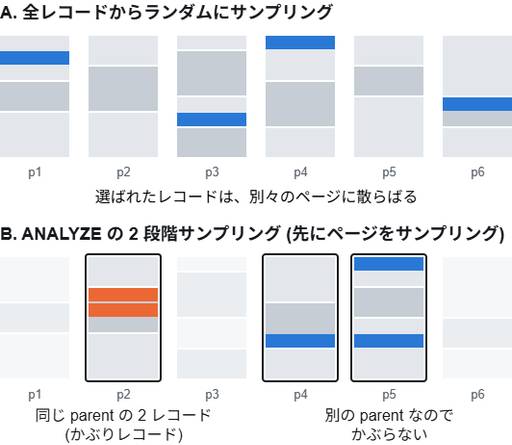 A. 全レコードからランダムにサンプリング
p1 p2 p3 p4 p5 p6
選ばれたレコードは、別々のページに散らばる
B. ANALYZE の 2 段階サンプリング (先にページをサンプリング)
p1 p2 p3 p4 p5 p6
同じ parent の 2 レコード
(かぶりレコード)
別の parent なので
かぶらない